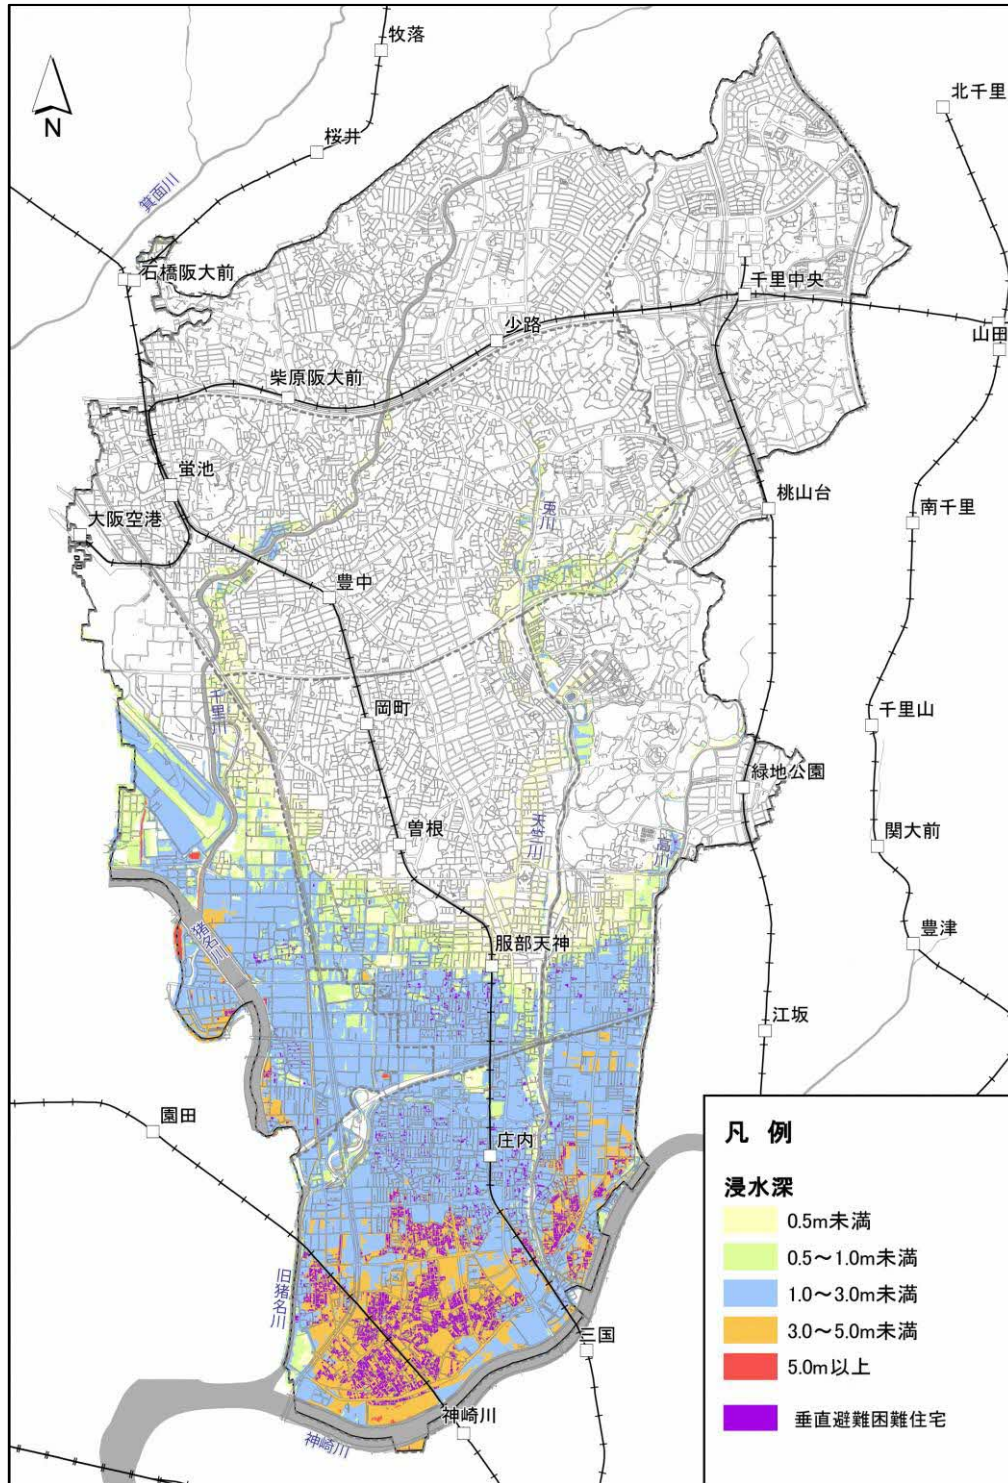 牧落
北千里
N
桜井
箕面川
石橋阪大前
千里中央
少路
山田
柴原阪大前
蛍池
桃山台
兎川
南千里
大阪空港
豊中
千里川
岡町
千里山
緑地公園
天竺川
曽根
高川
関大前
服部天神
豊津
猪名川
江坂
園田
庄内
旧猪名川
三国
神崎川
神崎川
凡 例
浸水深
0.5m未満
0.5～1.0m未満
1.0～3.0m未満
3.0～5.0m未満
5.0m以上
垂直避難困難住宅